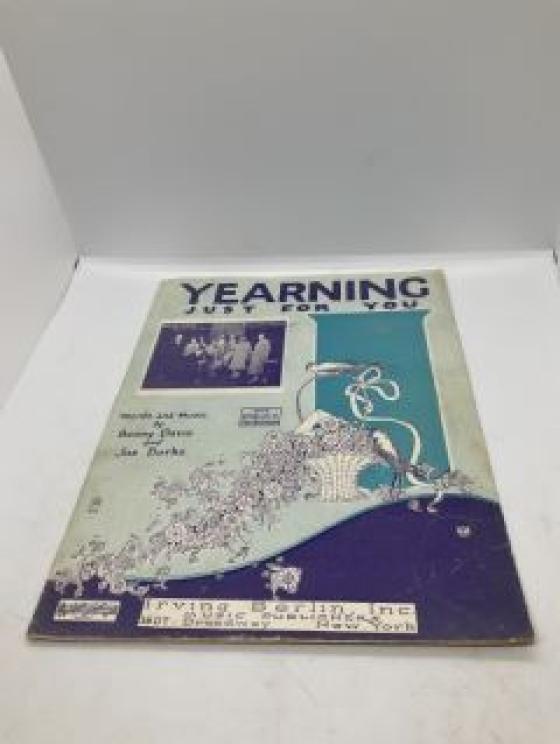 YEARNING
JUST FOR YOU
Words and Music
by
Benny Davis
and
Joe Burke
Irving Berlin, Inc
MUSIC PUBLISHERS
1607 Broadway New York